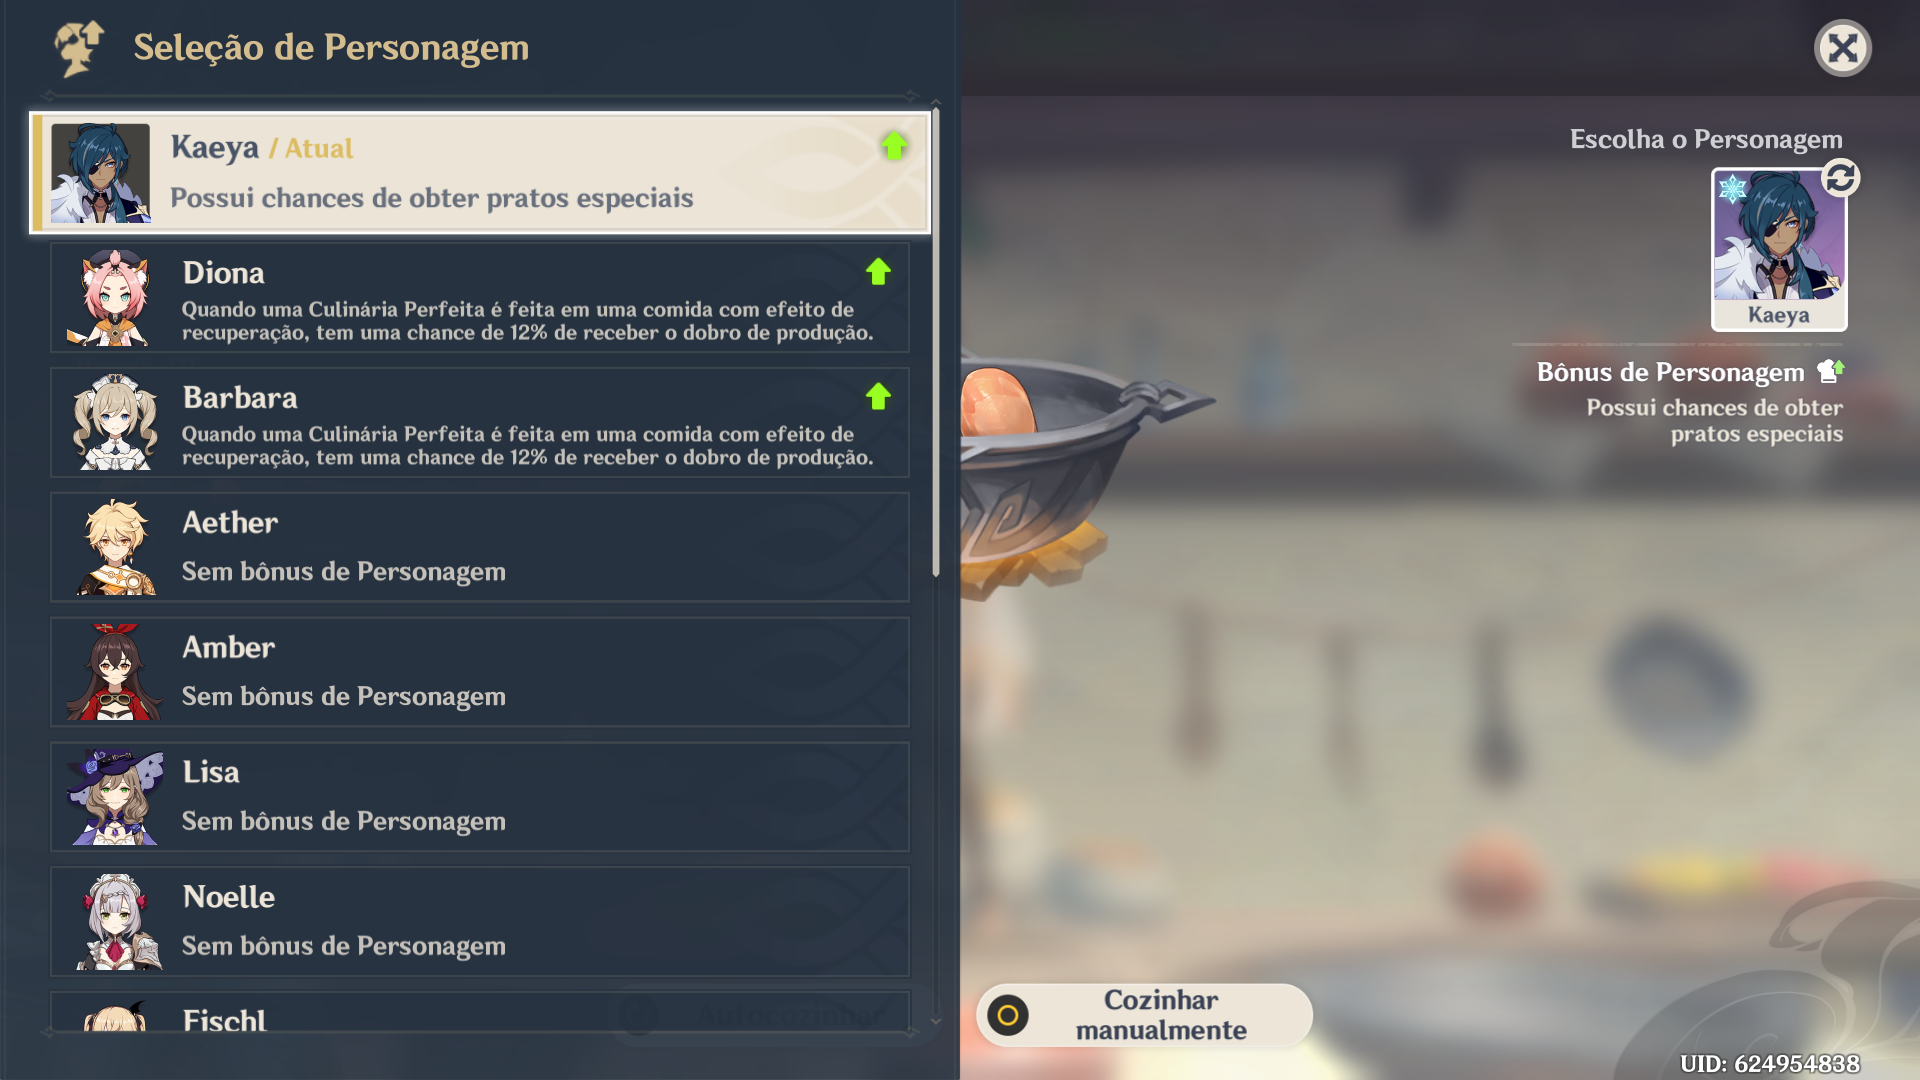 Seleção de Personagem
Kaeya / Atual
Possui chances de obter pratos especiais
Diona
Quando uma Culinária Perfeita é feita em uma comida com efeito de
recuperação, tem uma chance de 12% de receber o dobro de produção.
Barbara
Quando uma Culinária Perfeita é feita em uma comida com efeito de
recuperação, tem uma chance de 12% de receber o dobro de produção.
Aether
Sem bônus de Personagem
Amber
Sem bônus de Personagem
Lisa
Sem bônus de Personagem
Noelle
Sem bônus de Personagem
Fischl
Autocozinhar
Escolha o Personagem
Kaeya
Bônus de Personagem
Possui chances de obter
pratos especiais
Cozinhar
manualmente
UID: 624954838